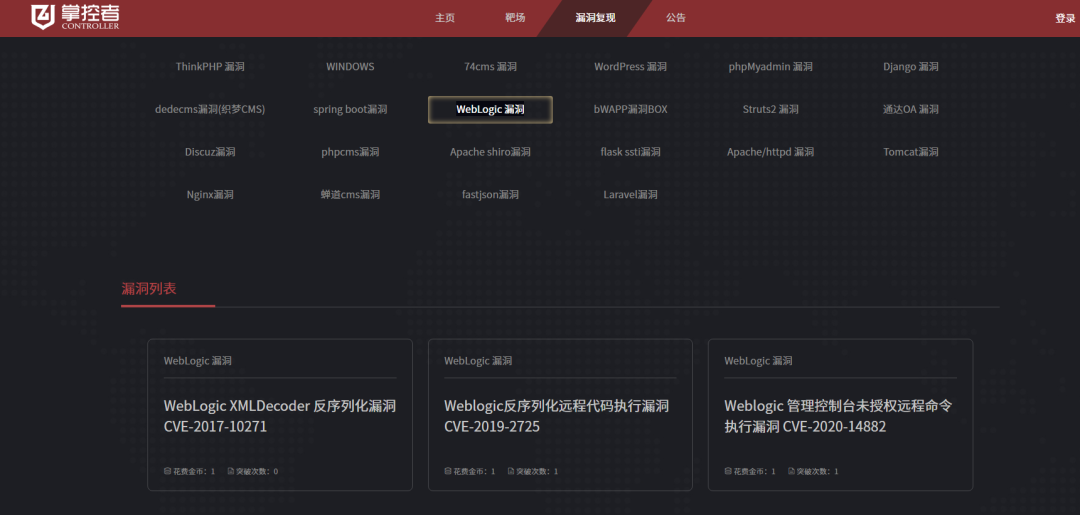 掌控者
CONTROLLER
主页 靶场 漏洞复现 公告 登录
ThinkPHP 漏洞 WINDOWS 74cms 漏洞 WordPress 漏洞 phpMyadmin 漏洞 Django 漏洞
dedecms漏洞(织梦CMS) spring boot漏洞 WebLogic 漏洞 bWAPP漏洞BOX Struts2 漏洞 通达OA 漏洞
Discuz漏洞 phpcms漏洞 Apache shiro漏洞 flask ssti漏洞 Apache/httpd 漏洞 Tomcat漏洞
Nginx漏洞 蝉道cms漏洞 fastjson漏洞 Laravel漏洞
漏洞列表
WebLogic 漏洞
WebLogic XMLDecoder 反序列化漏洞
CVE-2017-10271
花费金币：1 突破次数：0
WebLogic 漏洞
Weblogic反序列化远程代码执行漏洞
CVE-2019-2725
花费金币：1 突破次数：1
WebLogic 漏洞
Weblogic 管理控制台未授权远程命令
执行漏洞 CVE-2020-14882
花费金币：1 突破次数：1